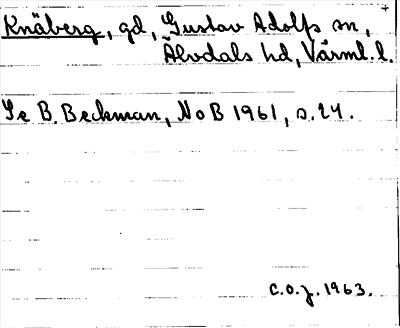 Knäberg, gd, Gustav Adolfs sn,
Älvdals hd, Värml. l.
Se B. Beckman, NoB 1961, s. 24.
C.O.J. 1963.